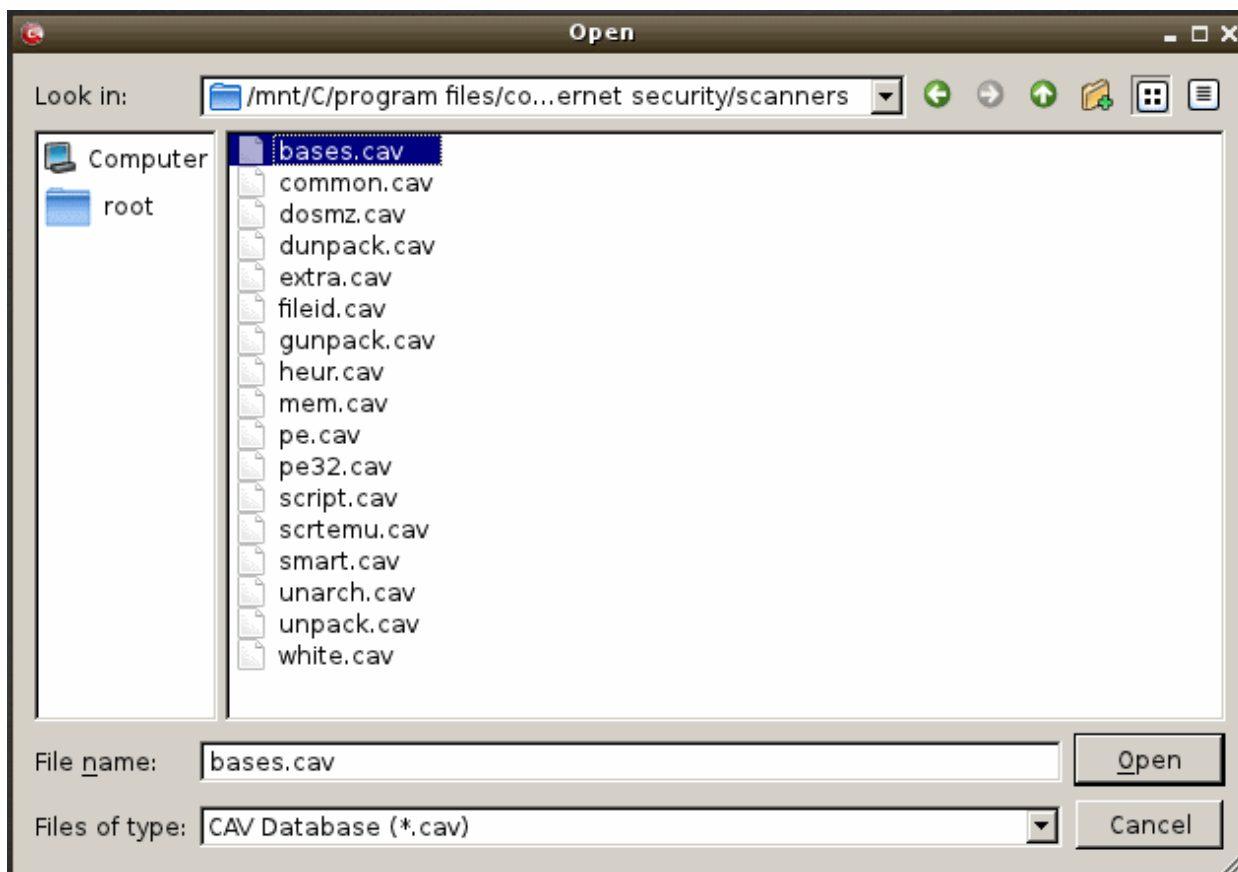 Open
Look in: /mnt/C/program files/co...ernet security/scanners
Computer
root
bases.cav
common.cav
dosmz.cav
dunpack.cav
extra.cav
fileid.cav
gunpack.cav
heur.cav
mem.cav
pe.cav
pe32.cav
script.cav
scrtemu.cav
smart.cav
unarch.cav
unpack.cav
white.cav
File name: bases.cav Open
Files of type: CAV Database (*.cav) Cancel